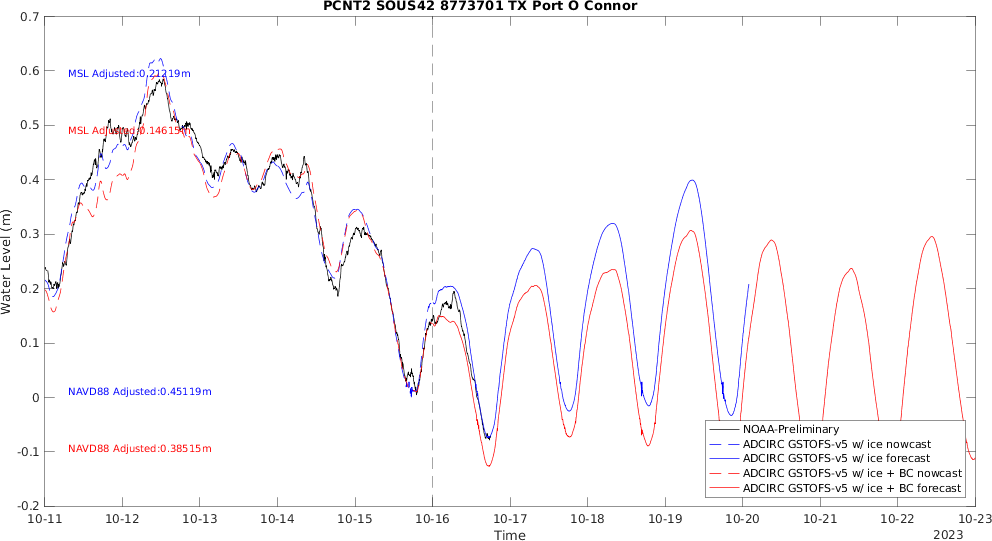 PCNT2 SOUS42 8773701 TX Port O Connor
0.7
0.6
0.5
0.4
0.3
0.2
0.1
0
-0.1
-0.2
Water Level (m)
MSL Adjusted:0.21219m
MSL Adjusted:0.14615m
NAVD88 Adjusted:0.45119m
NAVD88 Adjusted:0.38515m
NOAA-Preliminary
ADCIRC GSTOFS-v5 w/ ice nowcast
ADCIRC GSTOFS-v5 w/ ice forecast
ADCIRC GSTOFS-v5 w/ ice + BC nowcast
ADCIRC GSTOFS-v5 w/ ice + BC forecast
10-11 10-12 10-13 10-14 10-15 10-16 10-17 10-18 10-19 10-20 10-21 10-22 10-23
Time
2023